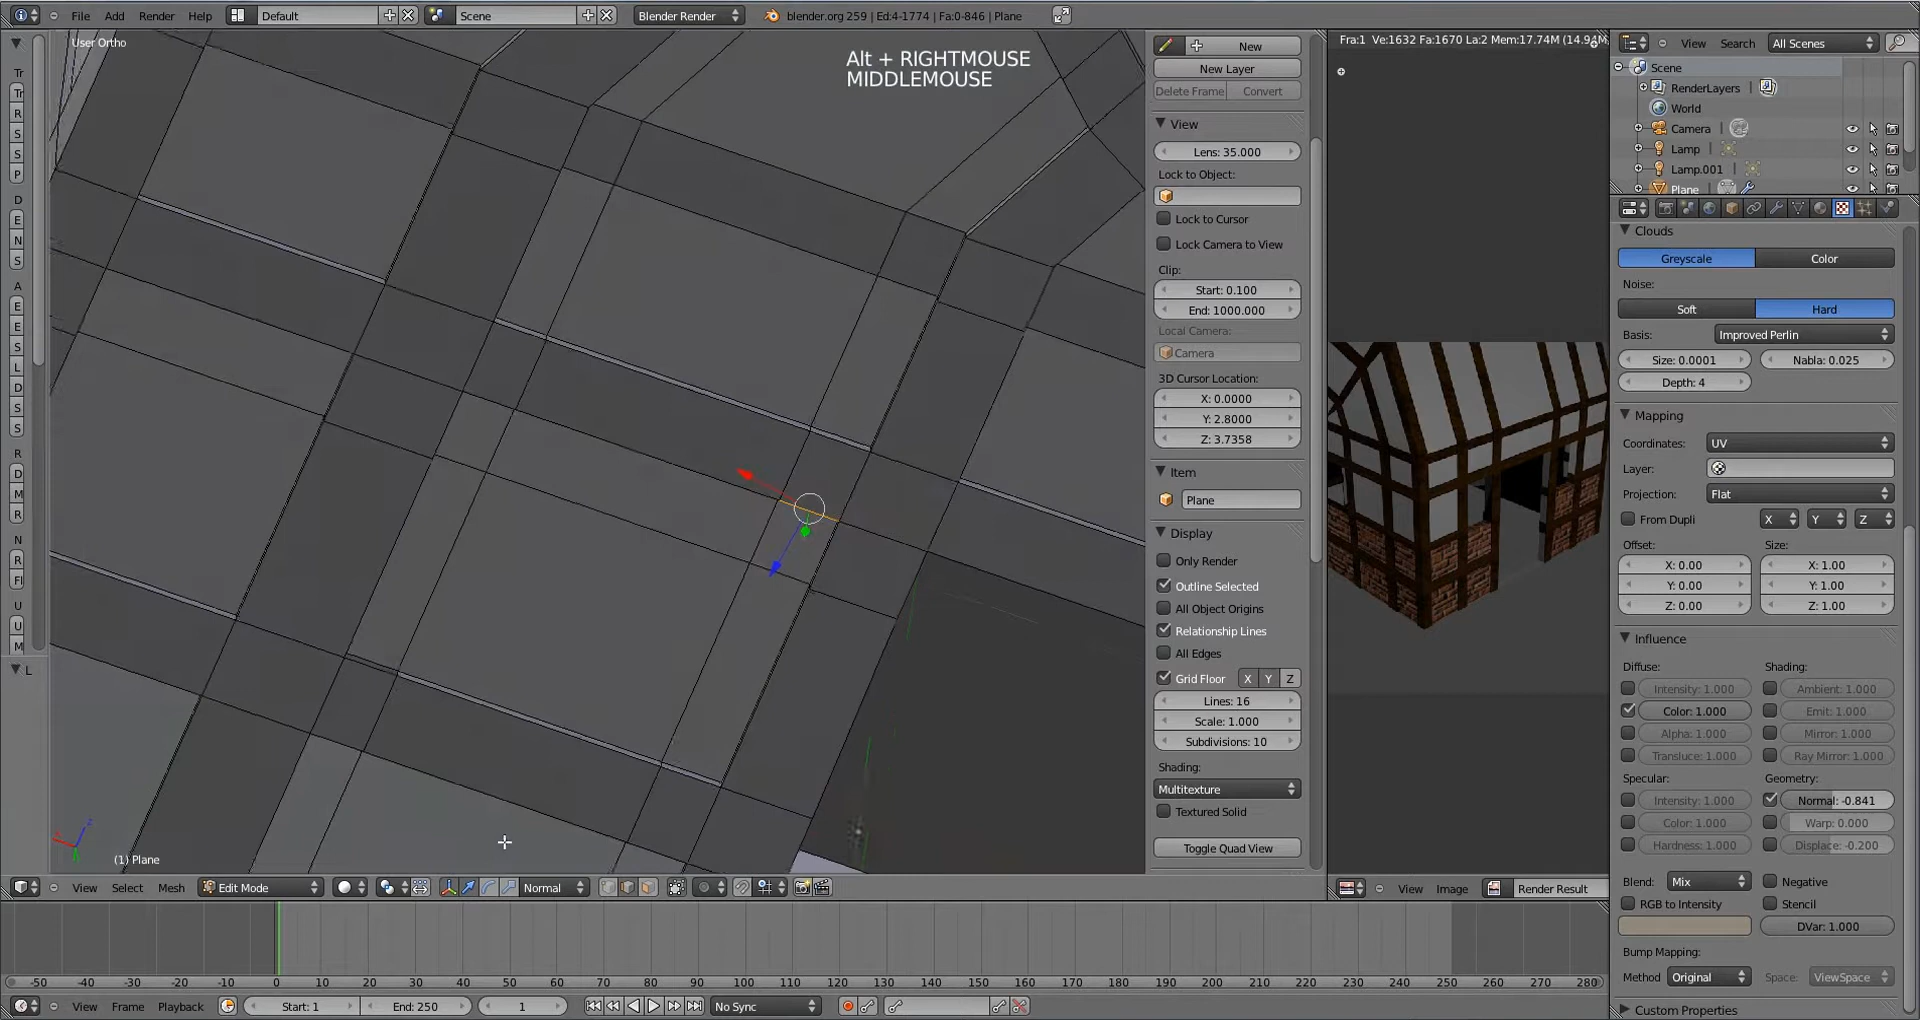 File Add Render Help Default Scene Blender Render blender.org 259 | Ed:4-1774 | Fa:0-846 | Plane
User Ortho
Alt + RIGHTMOUSE
MIDDLEMOUSE
(1) Plane
Tr
Tr
R
S
S
P
D
E
N
S
A
E
E
S
L
D
S
S
R
D
M
R
N
R
Fl
U
U
M
L
New
New Layer
Delete Frame Convert
View
Lens: 35.000
Lock to Object:
Lock to Cursor
Lock Camera to View
Clip:
Start: 0.100
End: 1000.000
Local Camera:
Camera
3D Cursor Location:
X: 0.0000
Y: 2.8000
Z: 3.7358
Item
Plane
Display
Only Render
Outline Selected
All Object Origins
Relationship Lines
All Edges
Grid Floor X Y Z
Lines: 16
Scale: 1.000
Subdivisions: 10
Shading:
Multitexture
Textured Solid
Toggle Quad View
Fra:1 Ve:1632 Fa:1670 La:2 Mem:17.74M (14.94M
View Search All Scenes
Scene
RenderLayers
World
Camera
Lamp
Lamp.001
Plane
Clouds
Greyscale Color
Noise:
Soft Hard
Basis: Improved Perlin
Size: 0.0001 Nabla: 0.025
Depth: 4
Mapping
Coordinates: UV
Layer:
Projection: Flat
From Dupli X Y Z
Offset: Size:
X: 0.00 X: 1.00
Y: 0.00 Y: 1.00
Z: 0.00 Z: 1.00
Influence
Diffuse: Shading:
Intensity: 1.000 Ambient: 1.000
Color: 1.000 Emit: 1.000
Alpha: 1.000 Mirror: 1.000
Transluce: 1.000 Ray Mirror: 1.000
Specular: Geometry:
Intensity: 1.000 Normal: -0.841
Color: 1.000 Warp: 0.000
Hardness: 1.000 Displace: -0.200
Blend: Mix Negative
RGB to Intensity Stencil
DVar: 1.000
Bump Mapping:
Method Original Space: ViewSpace
Custom Properties
View Select Mesh Edit Mode Normal
View Image Render Result
-50 -40 -30 -20 -10 0 10 20 30 40 50 60 70 80 90 100 110 120 130 140 150 160 170 180 190 200 210 220 230 240 250 260 270 280
View Frame Playback Start: 1 End: 250 1 No Sync